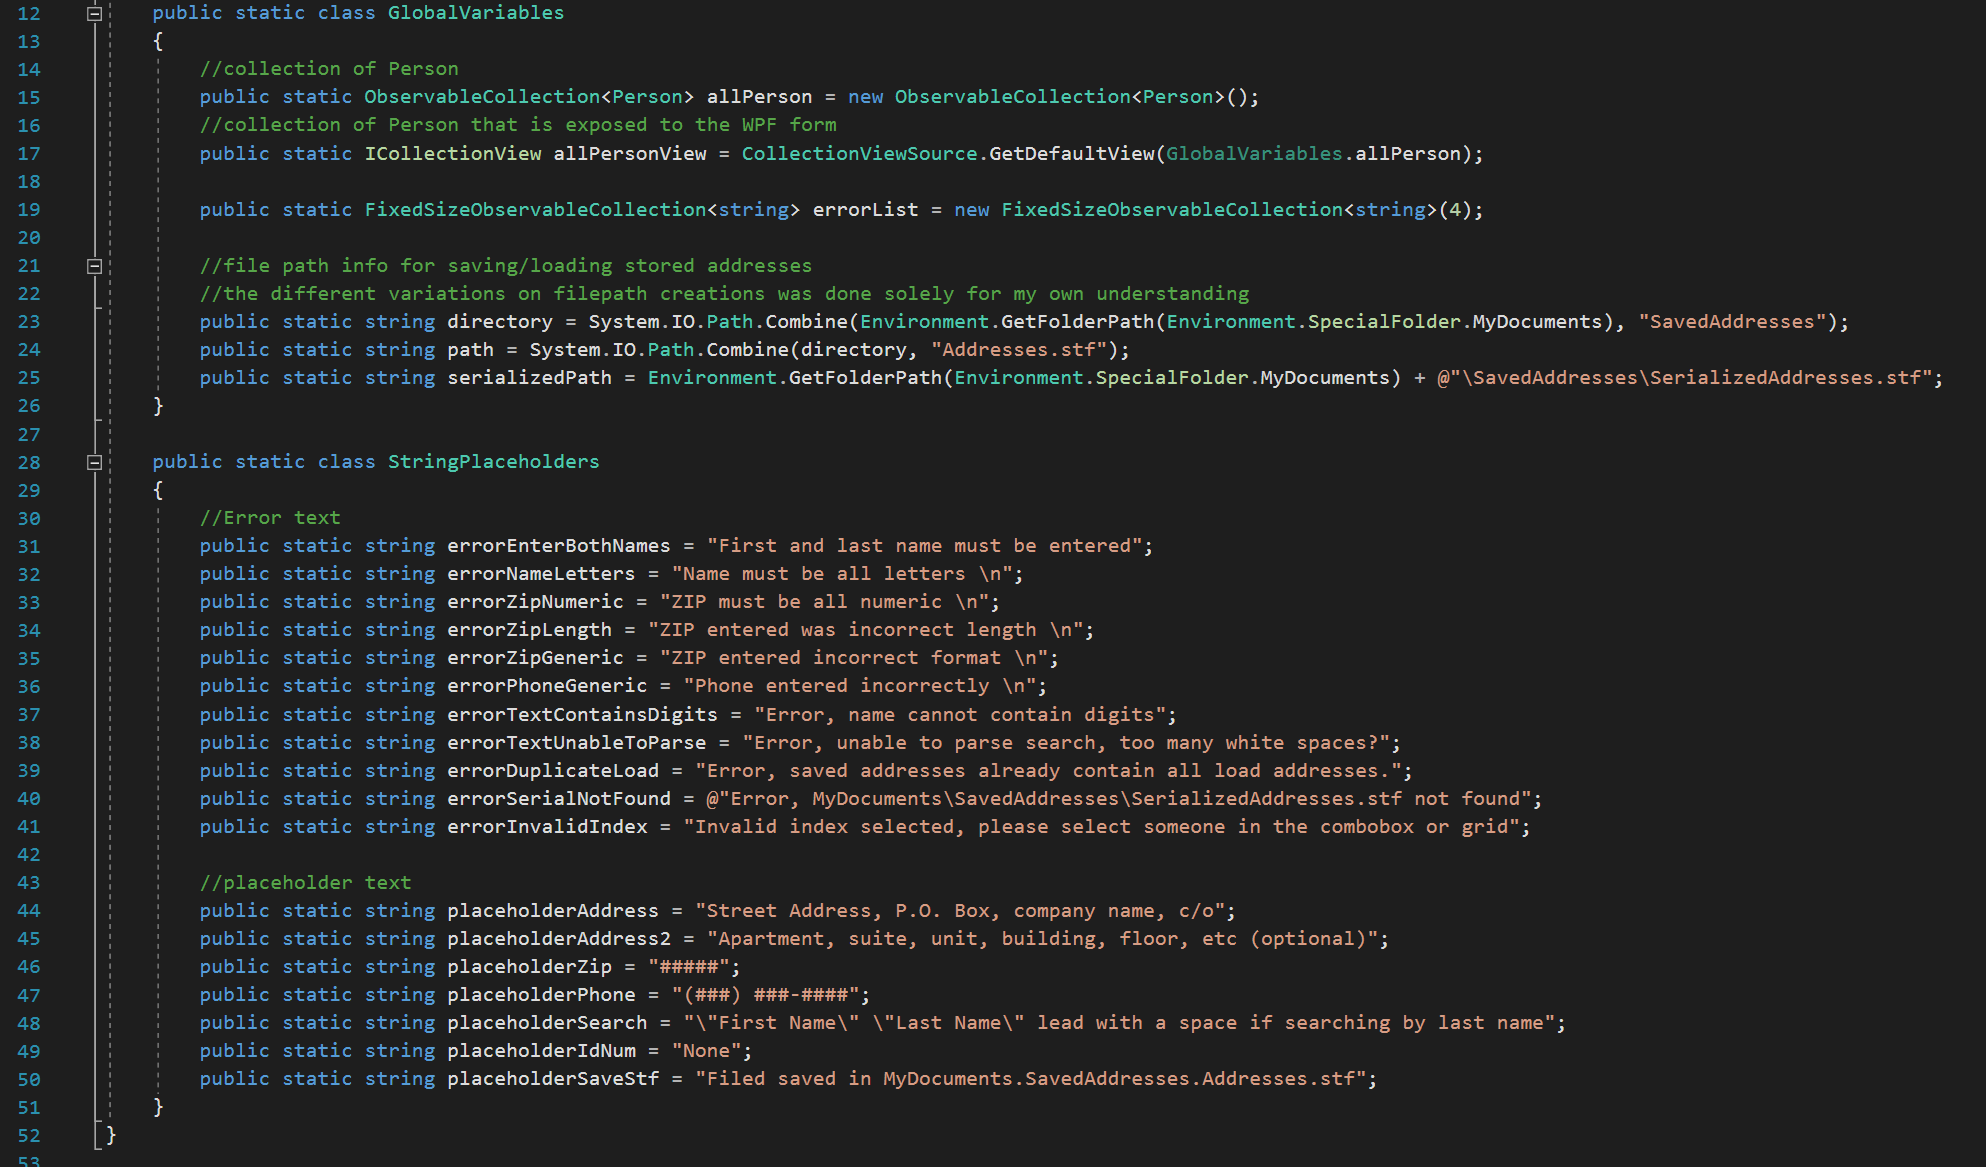 12 public static class GlobalVariables
13 {
14 //collection of Person
15 public static ObservableCollection<Person> allPerson = new ObservableCollection<Person>();
16 //collection of Person that is exposed to the WPF form
17 public static ICollectionView allPersonView = CollectionViewSource.GetDefaultView(GlobalVariables.allPerson);
18
19 public static FixedSizeObservableCollection<string> errorList = new FixedSizeObservableCollection<string>(4);
20
21 //file path info for saving/loading stored addresses
22 //the different variations on filepath creations was done solely for my own understanding
23 public static string directory = System.IO.Path.Combine(Environment.GetFolderPath(Environment.SpecialFolder.MyDocuments), "SavedAddresses");
24 public static string path = System.IO.Path.Combine(directory, "Addresses.stf");
25 public static string serializedPath = Environment.GetFolderPath(Environment.SpecialFolder.MyDocuments) + @"\SavedAddresses\SerializedAddresses.stf";
26 }
27
28 public static class StringPlaceholders
29 {
30 //Error text
31 public static string errorEnterBothNames = "First and last name must be entered";
32 public static string errorNameLetters = "Name must be all letters \n";
33 public static string errorZipNumeric = "ZIP must be all numeric \n";
34 public static string errorZipLength = "ZIP entered was incorrect length \n";
35 public static string errorZipGeneric = "ZIP entered incorrect format \n";
36 public static string errorPhoneGeneric = "Phone entered incorrectly \n";
37 public static string errorTextContainsDigits = "Error, name cannot contain digits";
38 public static string errorTextUnableToParse = "Error, unable to parse search, too many white spaces?";
39 public static string errorDuplicateLoad = "Error, saved addresses already contain all load addresses.";
40 public static string errorSerialNotFound = @"Error, MyDocuments\SavedAddresses\SerializedAddresses.stf not found";
41 public static string errorInvalidIndex = "Invalid index selected, please select someone in the combobox or grid";
42
43 //placeholder text
44 public static string placeholderAddress = "Street Address, P.O. Box, company name, c/o";
45 public static string placeholderAddress2 = "Apartment, suite, unit, building, floor, etc (optional)";
46 public static string placeholderZip = "#####";
47 public static string placeholderPhone = "(###) ###-####";
48 public static string placeholderSearch = "\"First Name\" \"Last Name\" lead with a space if searching by last name";
49 public static string placeholderIdNum = "None";
50 public static string placeholderSaveStf = "Filed saved in MyDocuments.SavedAddresses.Addresses.stf";
51 }
52 }
53